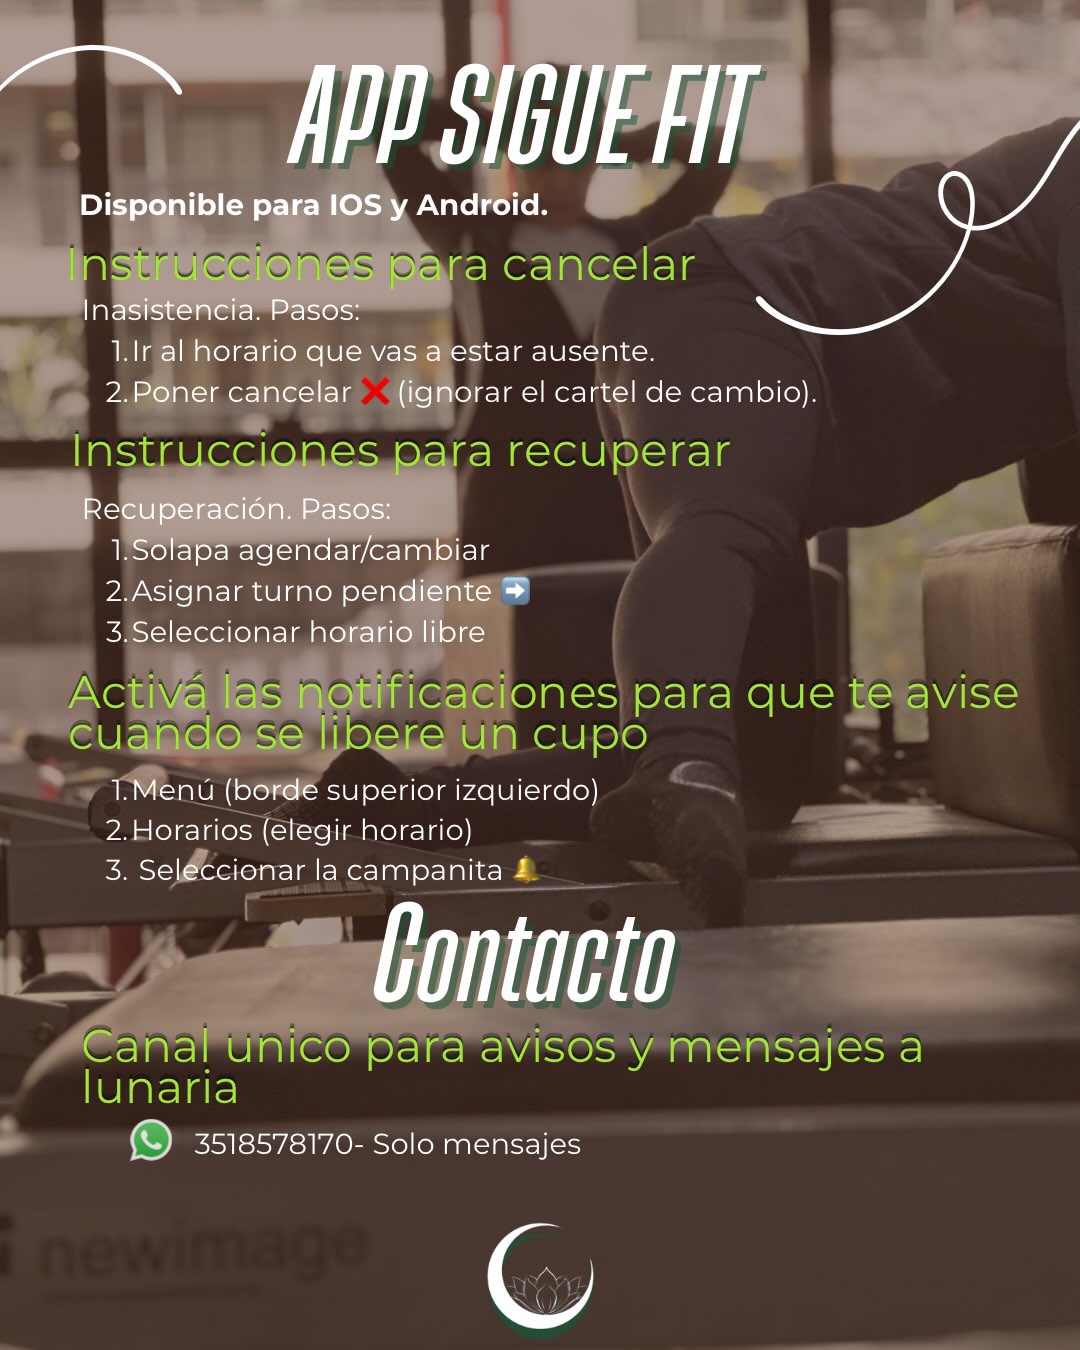 APP SIGUE FIT
Disponible para IOS y Android.
Instrucciones para cancelar
Inasistencia. Pasos:
1. Ir al horario que vas a estar ausente.
2. Poner cancelar ❌ (ignorar el cartel de cambio).
Instrucciones para recuperar
Recuperación. Pasos:
1. Solapa agendar/cambiar
2. Asignar turno pendiente ➡️
3. Seleccionar horario libre
Activá las notificaciones para que te avise
cuando se libere un cupo
1. Menú (borde superior izquierdo)
2. Horarios (elegir horario)
3. Seleccionar la campanita 🔔
Contacto
Canal unico para avisos y mensajes a
lunaria
3518578170- Solo mensajes
newimage